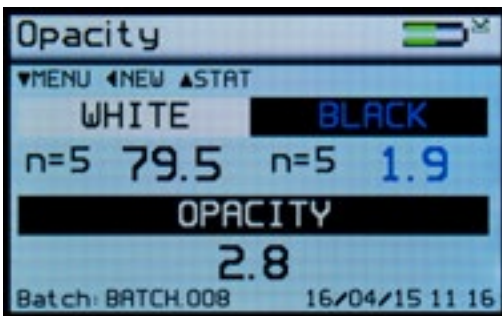 Opacity
▼MENU ◀NEW ▲STAT
WHITE BLACK
n=5 79.5 n=5 1.9
OPACITY
2.8
Batch: BATCH.008 16/04/15 11 16